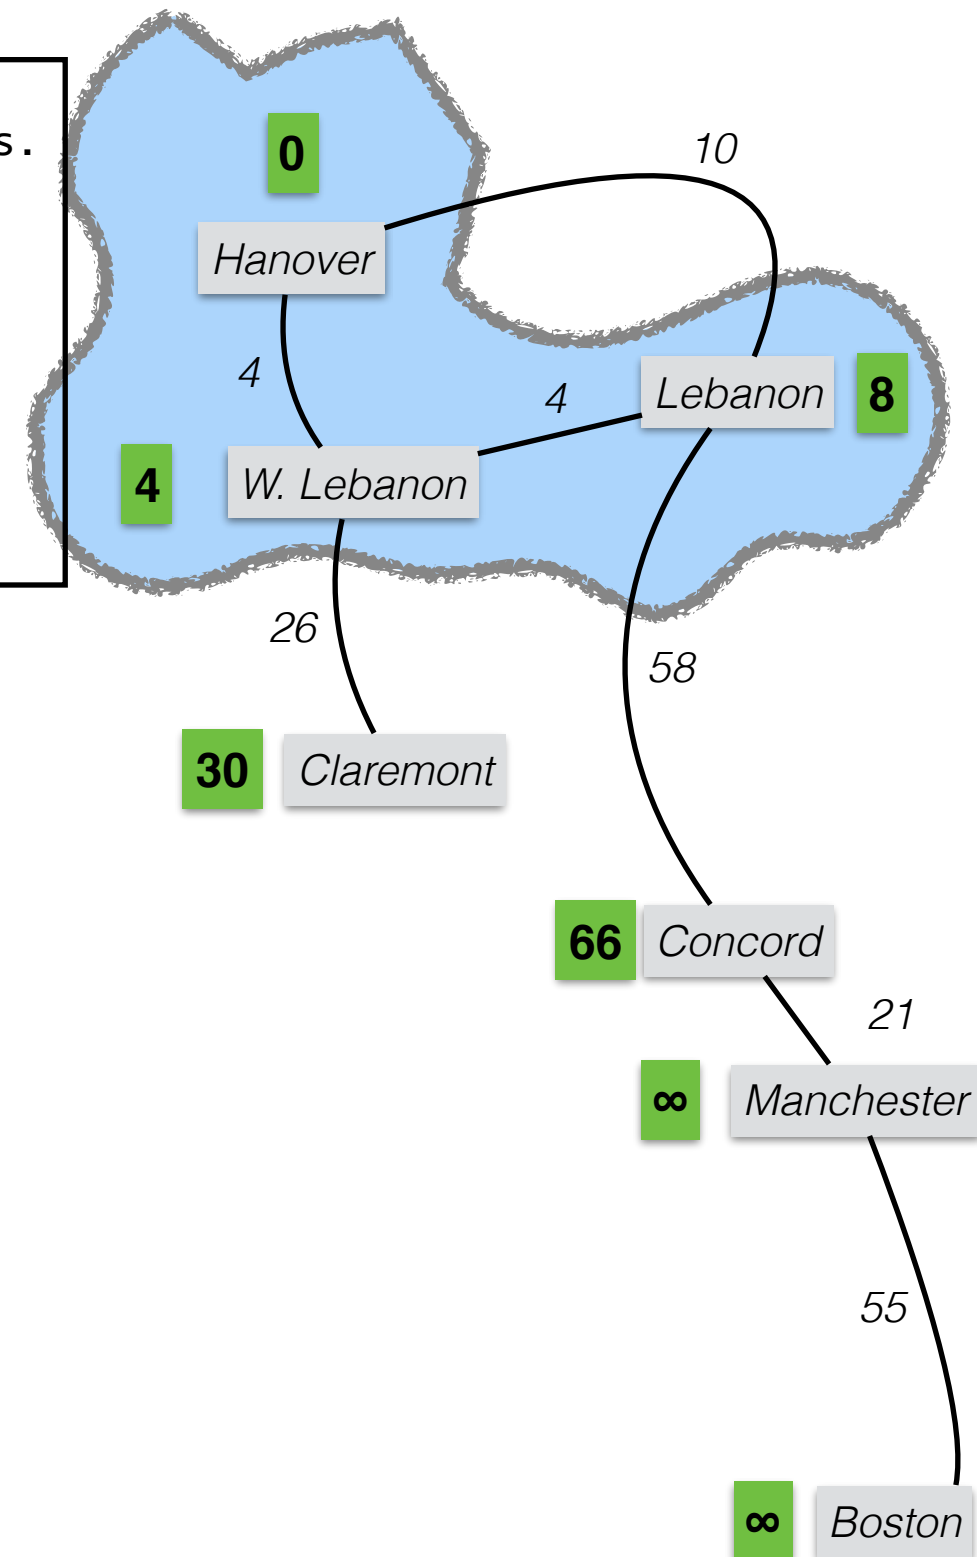 s.
0
10
Hanover
4
4
Lebanon
8
4
W. Lebanon
26
58
30
Claremont
66
Concord
21
∞
Manchester
55
∞
Boston